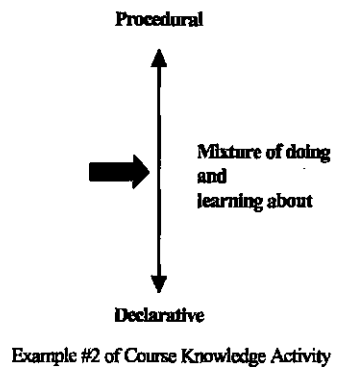 Procedural
Mixture of doing
and
learning about
Declarative
Example #2 of Course Knowledge Activity